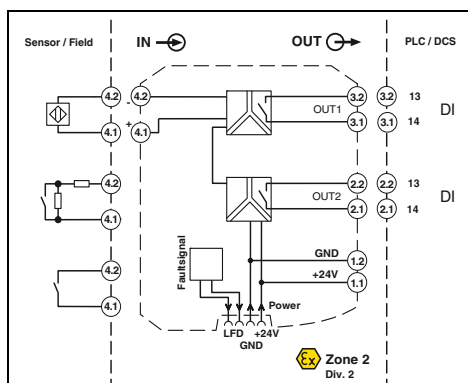 Sensor / Field
IN
OUT
PLC / DCS
4.2
-
4.2
3.2
3.2
13
OUT1
DI
4.1
+
4.1
3.1
3.1
14
4.2
2.2
2.2
13
OUT2
DI
4.1
2.1
2.1
14
Faultsignal
GND
1.2
4.2
+24V
1.1
4.1
Power
LFD
+24V
GND
Ex
Zone 2
Div. 2